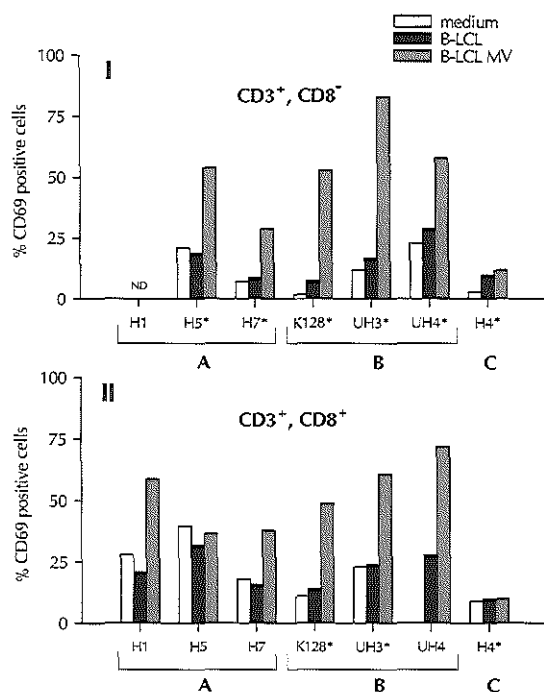 medium
B-LCL
B-LCL MV
100
75
50
25
0
% CD69 positive cells
I
CD3+, CD8-
ND
H1 H5* H7* K128* UH3* UH4* H4*
A B C
100
75
50
25
0
% CD69 positive cells
II
CD3+, CD8+
H1 H5 H7 K128* UH3* UH4 H4*
A B C